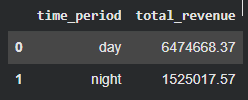 time_period total_revenue
0 day 6474668.37
1 night 1525017.57